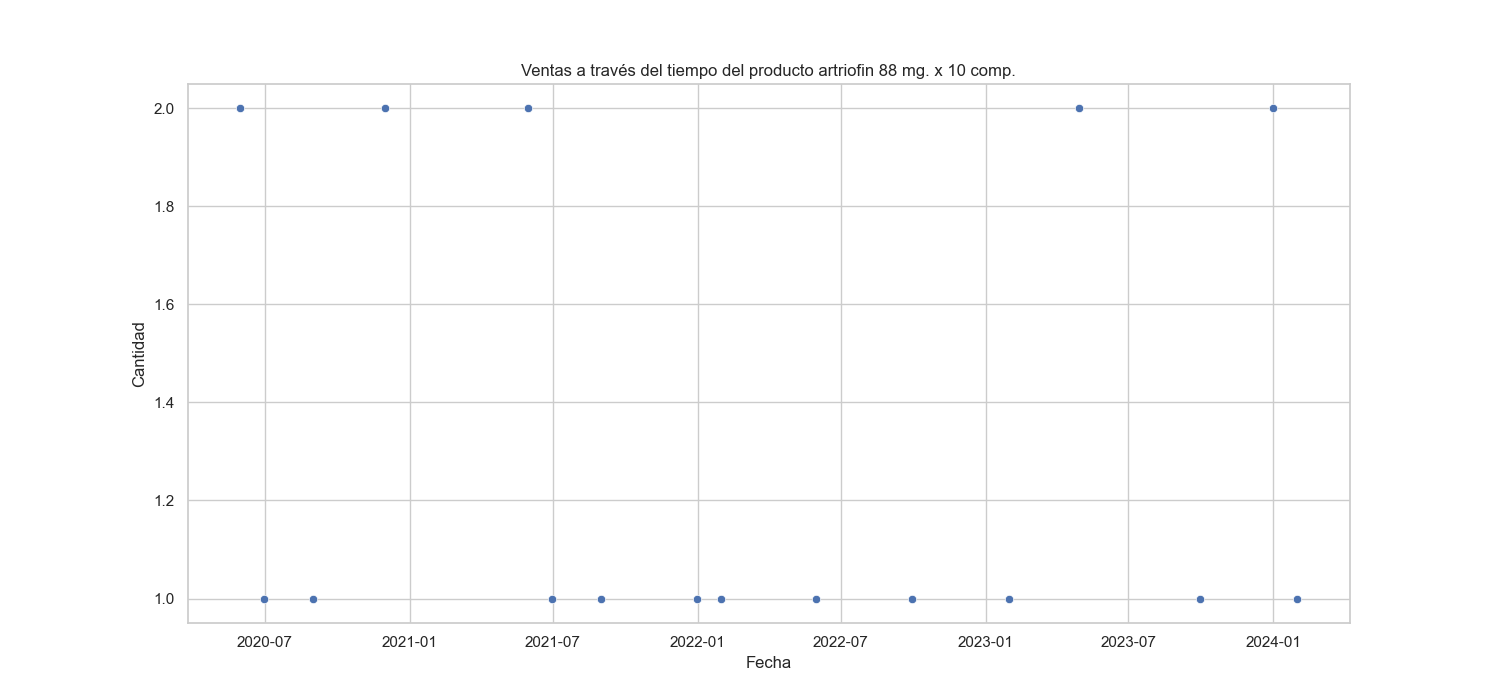 Ventas a través del tiempo del producto artriofin 88 mg. x 10 comp.
2.0
1.8
1.6
1.4
1.2
1.0
Cantidad
2020-07 2021-01 2021-07 2022-01 2022-07 2023-01 2023-07 2024-01
Fecha